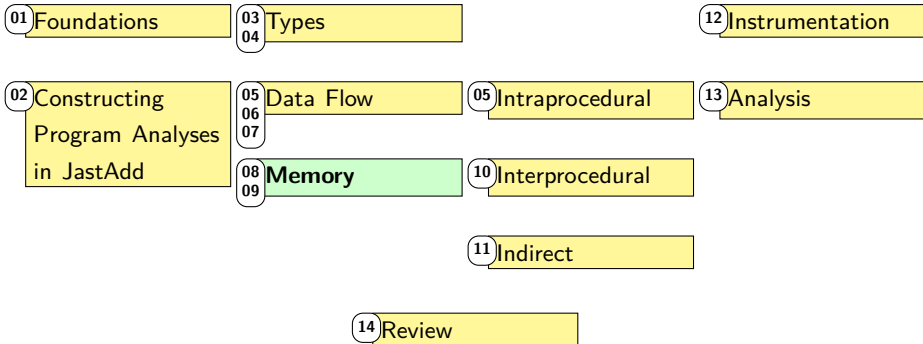 01 Foundations
03 Types
04
12 Instrumentation
02 Constructing
Program Analyses
in JastAdd
05 Data Flow
06
07
05 Intraprocedural
13 Analysis
08 Memory
09
10 Interprocedural
11 Indirect
14 Review